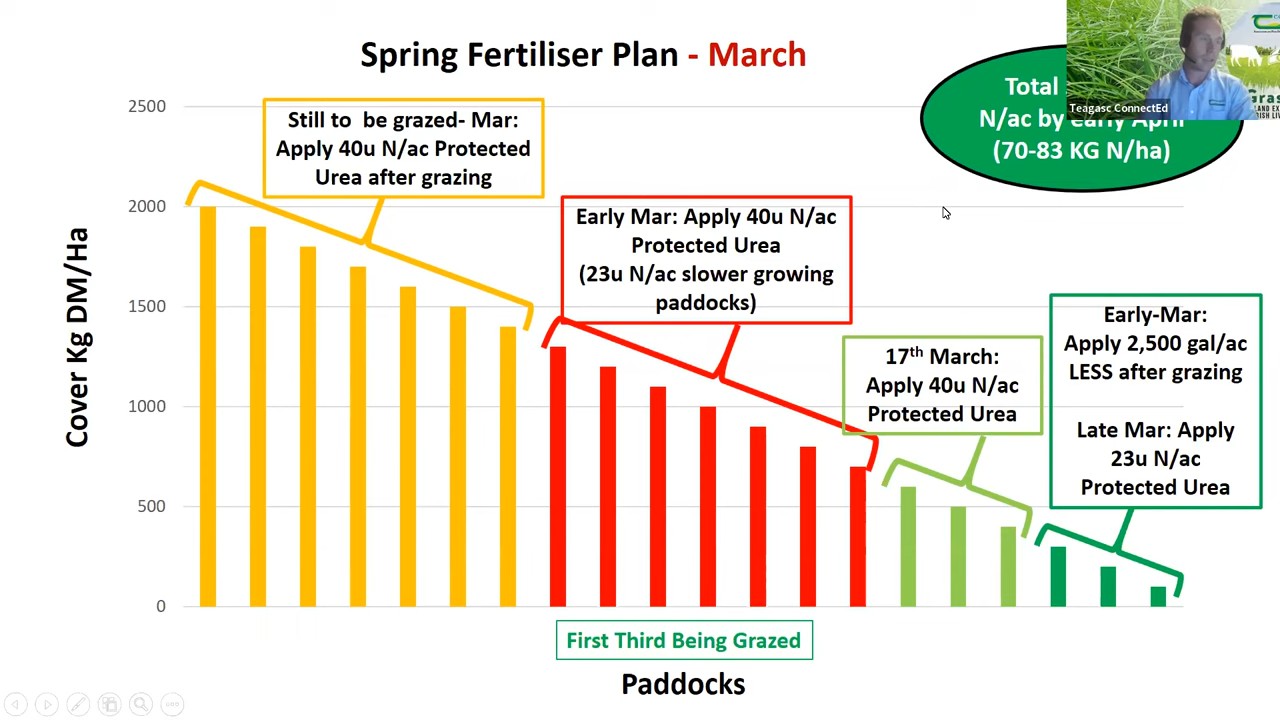 Spring Fertiliser Plan - March
Total
N/ac by early April
(70-83 KG N/ha)
Teagasc ConnectEd
Still to be grazed- Mar:
Apply 40u N/ac Protected
Urea after grazing
Early Mar: Apply 40u N/ac
Protected Urea
(23u N/ac slower growing
paddocks)
17th March:
Apply 40u N/ac
Protected Urea
Early-Mar:
Apply 2,500 gal/ac
LESS after grazing
Late Mar: Apply
23u N/ac
Protected Urea
Cover Kg DM/Ha
2500
2000
1500
1000
500
0
First Third Being Grazed
Paddocks